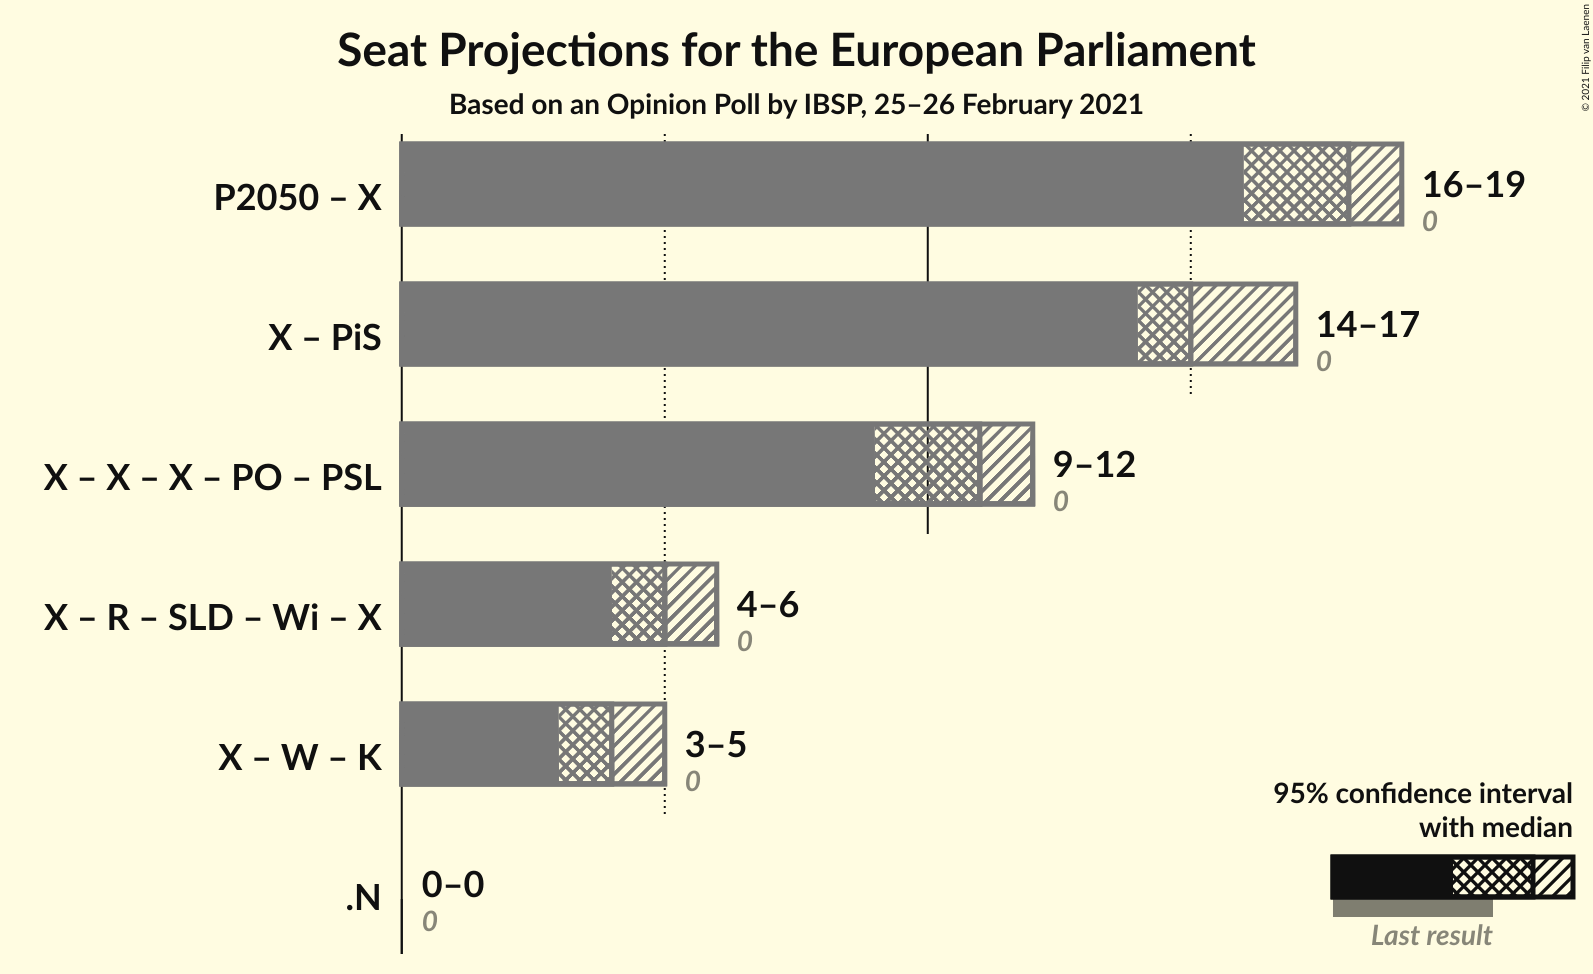 Seat Projections for the European Parliament
Based on an Opinion Poll by IBSP, 25–26 February 2021
© 2021 Filip van Laenen
P2050 – X
16–19
0
X – PiS
14–17
0
X – X – X – PO – PSL
9–12
0
X – R – SLD – Wi – X
4–6
0
X – W – K
3–5
0
.N
0–0
0
95% confidence interval
with median
Last result